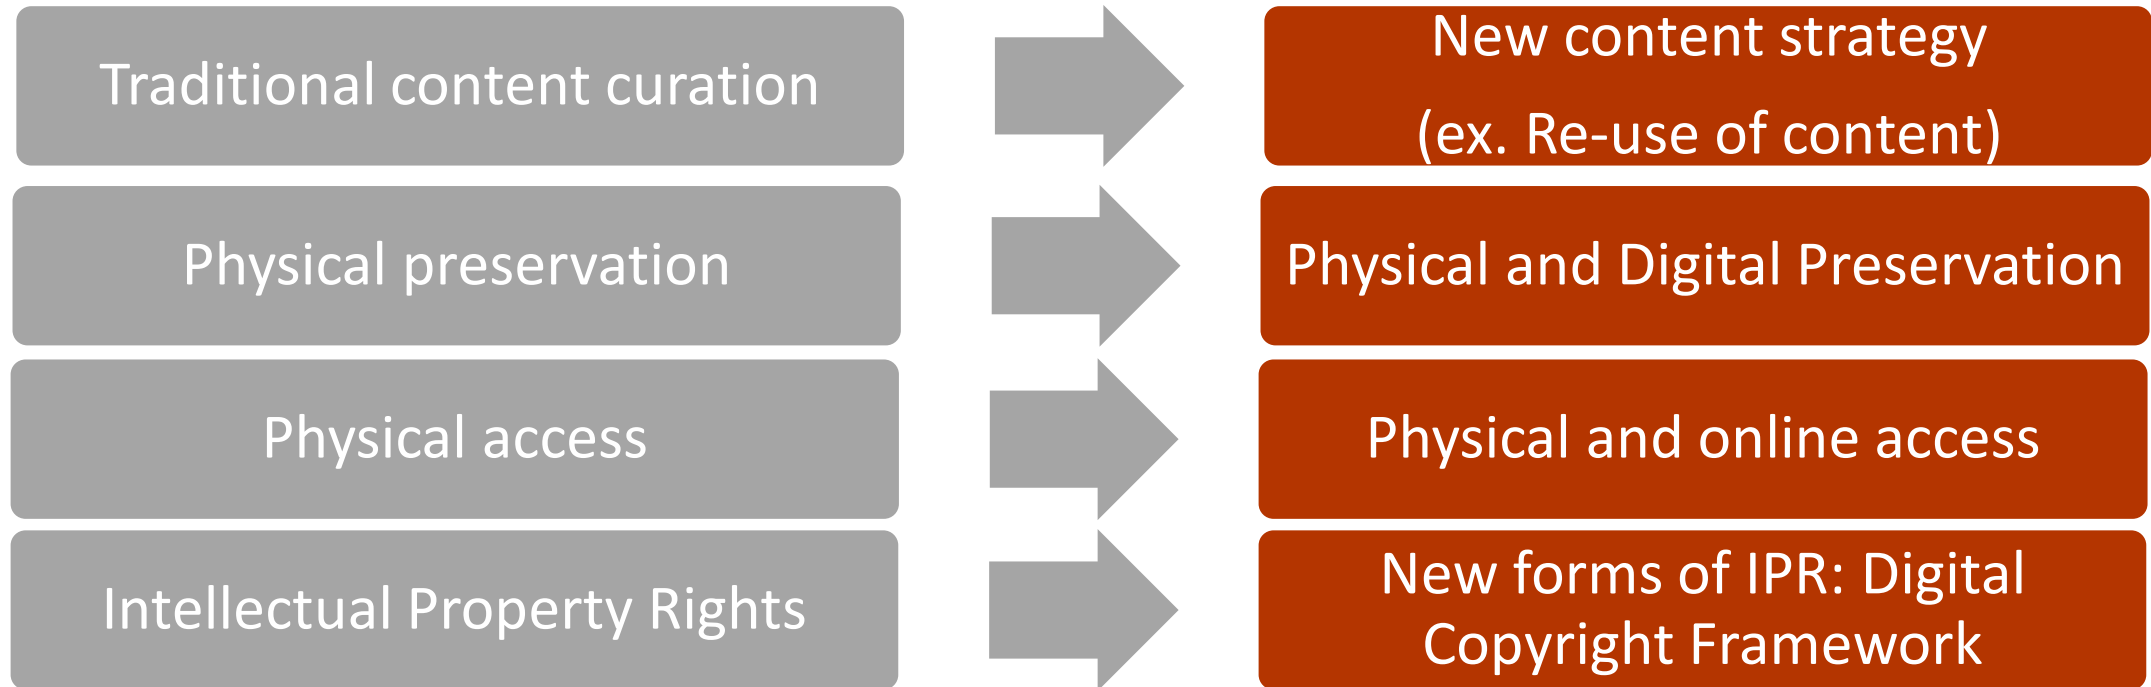 Traditional content curation
New content strategy
(ex. Re-use of content)
Physical preservation
Physical and Digital Preservation
Physical access
Physical and online access
Intellectual Property Rights
New forms of IPR: Digital
Copyright Framework